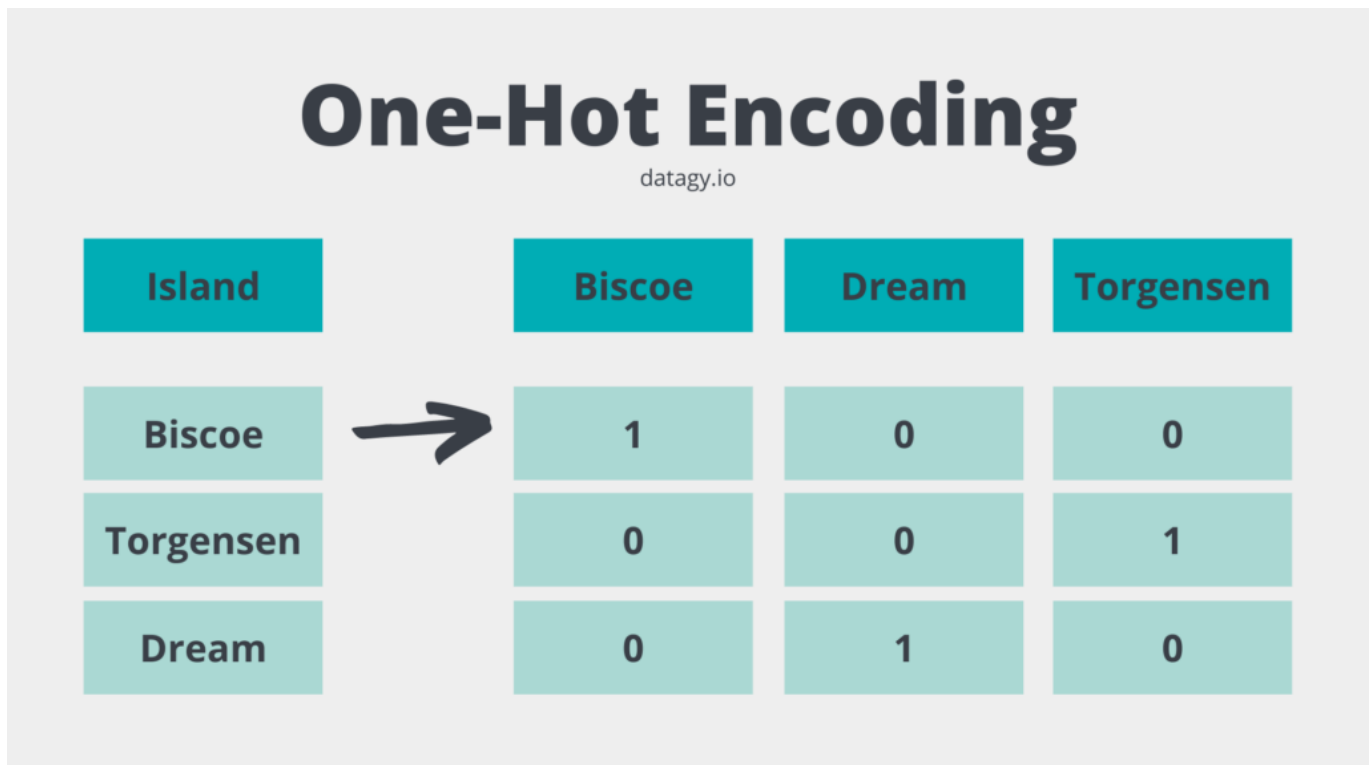 One-Hot Encoding
datagy.io
Island Biscoe Dream Torgensen
Biscoe 1 0 0
Torgensen 0 0 1
Dream 0 1 0